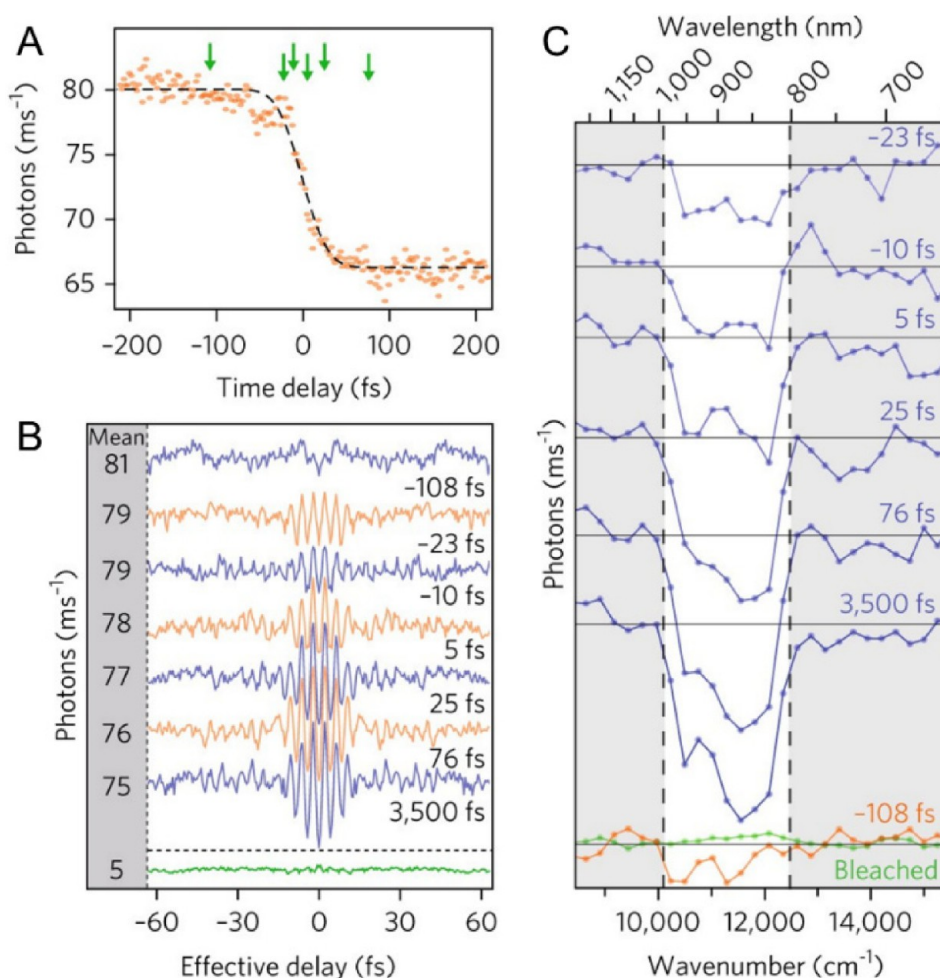 A
Photons (ms⁻¹)
80
75
70
65
-200
-100
0
100
200
Time delay (fs)
B
Photons (ms⁻¹)
Mean
81
-108 fs
79
-23 fs
79
-10 fs
78
5 fs
77
25 fs
76
76 fs
75
3,500 fs
5
-60
-30
0
30
60
Effective delay (fs)
C
Wavelength (nm)
1,150
1,000
900
800
700
Photons (ms⁻¹)
-23 fs
-10 fs
5 fs
25 fs
76 fs
3,500 fs
-108 fs
Bleached
10,000
12,000
14,000
Wavenumber (cm⁻¹)